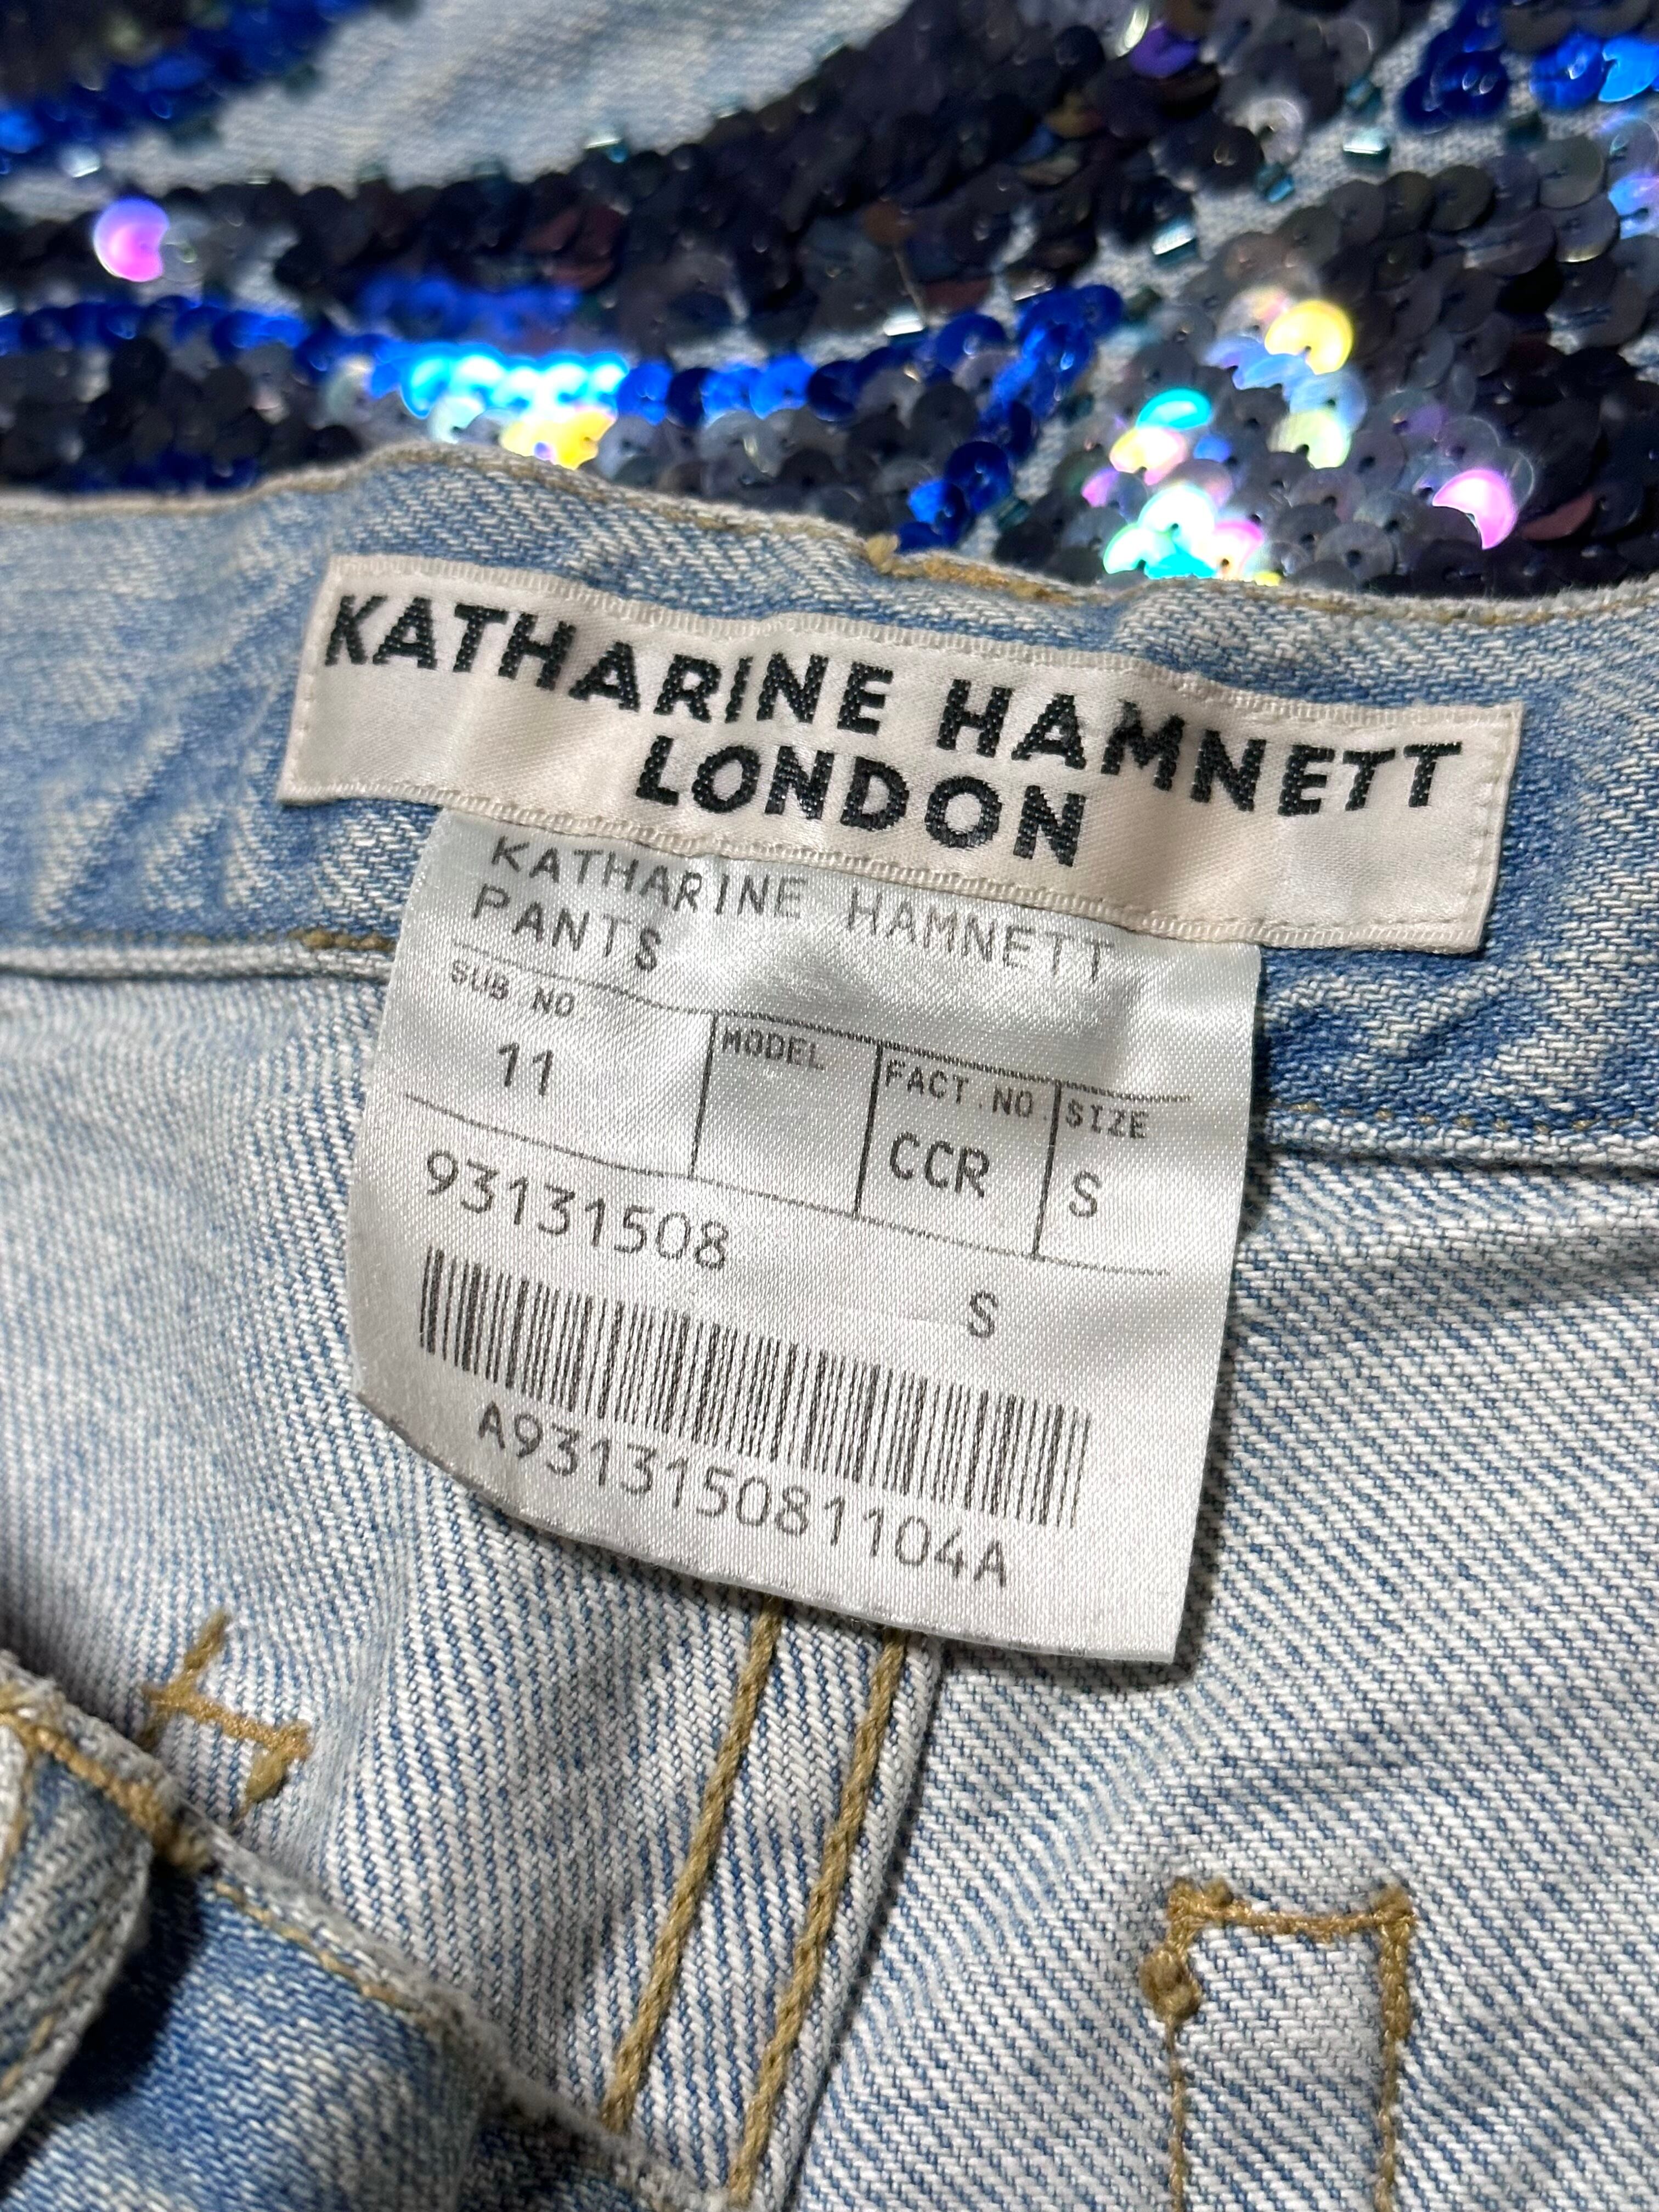 KATHARINE HAMNETT
LONDON
KATHARINE HAMNETT
PANTS
SUB NO. MODEL FACT.NO. SIZE
11 CCR S
93131508
S
A931315081104A